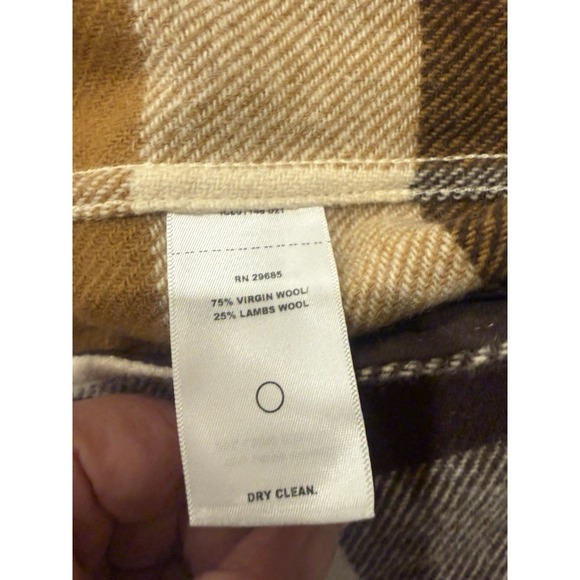 RN 29685
75% VIRGIN WOOL/
25% LAMBS WOOL
DRY CLEAN.